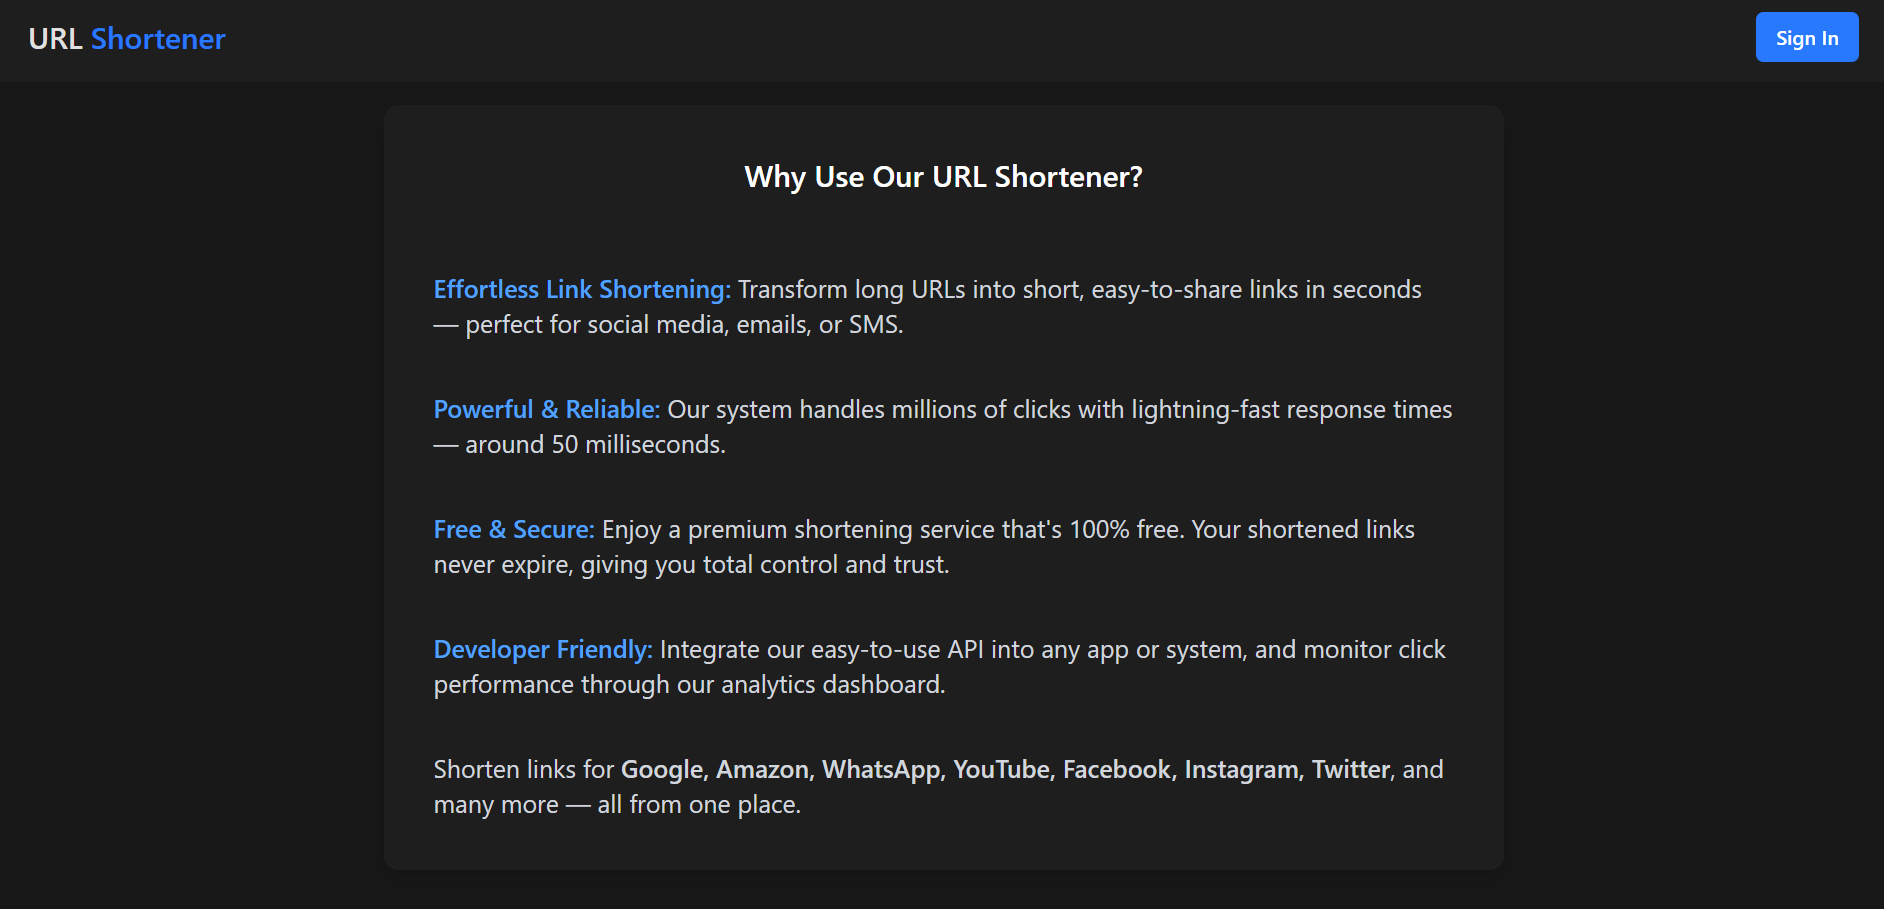 URL Shortener
Sign In
Why Use Our URL Shortener?
Effortless Link Shortening: Transform long URLs into short, easy-to-share links in seconds
— perfect for social media, emails, or SMS.
Powerful & Reliable: Our system handles millions of clicks with lightning-fast response times
— around 50 milliseconds.
Free & Secure: Enjoy a premium shortening service that's 100% free. Your shortened links
never expire, giving you total control and trust.
Developer Friendly: Integrate our easy-to-use API into any app or system, and monitor click
performance through our analytics dashboard.
Shorten links for Google, Amazon, WhatsApp, YouTube, Facebook, Instagram, Twitter, and
many more — all from one place.